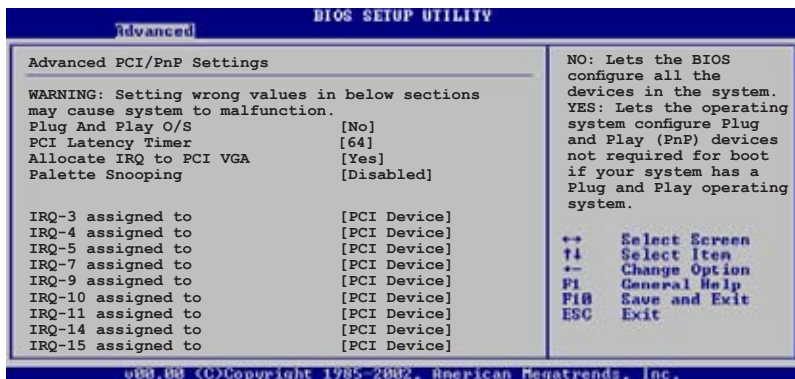 BIOS SETUP UTILITY
Advanced
Advanced PCI/PnP Settings
WARNING: Setting wrong values in below sections
may cause system to malfunction.
Plug And Play O/S [No]
PCI Latency Timer [64]
Allocate IRQ to PCI VGA [Yes]
Palette Snooping [Disabled]
IRQ-3 assigned to [PCI Device]
IRQ-4 assigned to [PCI Device]
IRQ-5 assigned to [PCI Device]
IRQ-7 assigned to [PCI Device]
IRQ-9 assigned to [PCI Device]
IRQ-10 assigned to [PCI Device]
IRQ-11 assigned to [PCI Device]
IRQ-14 assigned to [PCI Device]
IRQ-15 assigned to [PCI Device]
NO: Lets the BIOS
configure all the
devices in the system.
YES: Lets the operating
system configure Plug
and Play (PnP) devices
not required for boot
if your system has a
Plug and Play operating
system.
↔ Select Screen
↑↓ Select Item
+- Change Option
F1 General Help
F10 Save and Exit
ESC Exit
v00.00 (C)Copyright 1985-2002, American Megatrends, Inc.